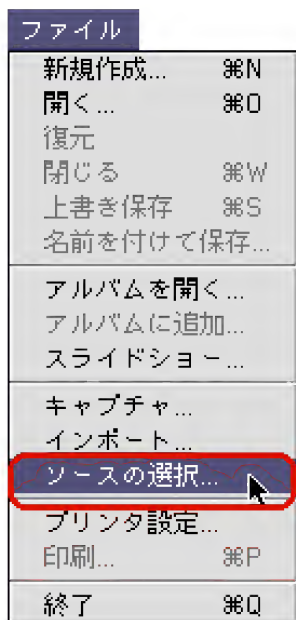 ファイル
新規作成... ⌘N
開く... ⌘O
復元
閉じる ⌘W
上書き保存 ⌘S
名前を付けて保存...
アルバムを開く...
アルバムに追加...
スライドショー...
キャプチャ...
インポート...
ソースの選択...
プリンタ設定...
印刷... ⌘P
終了 ⌘Q